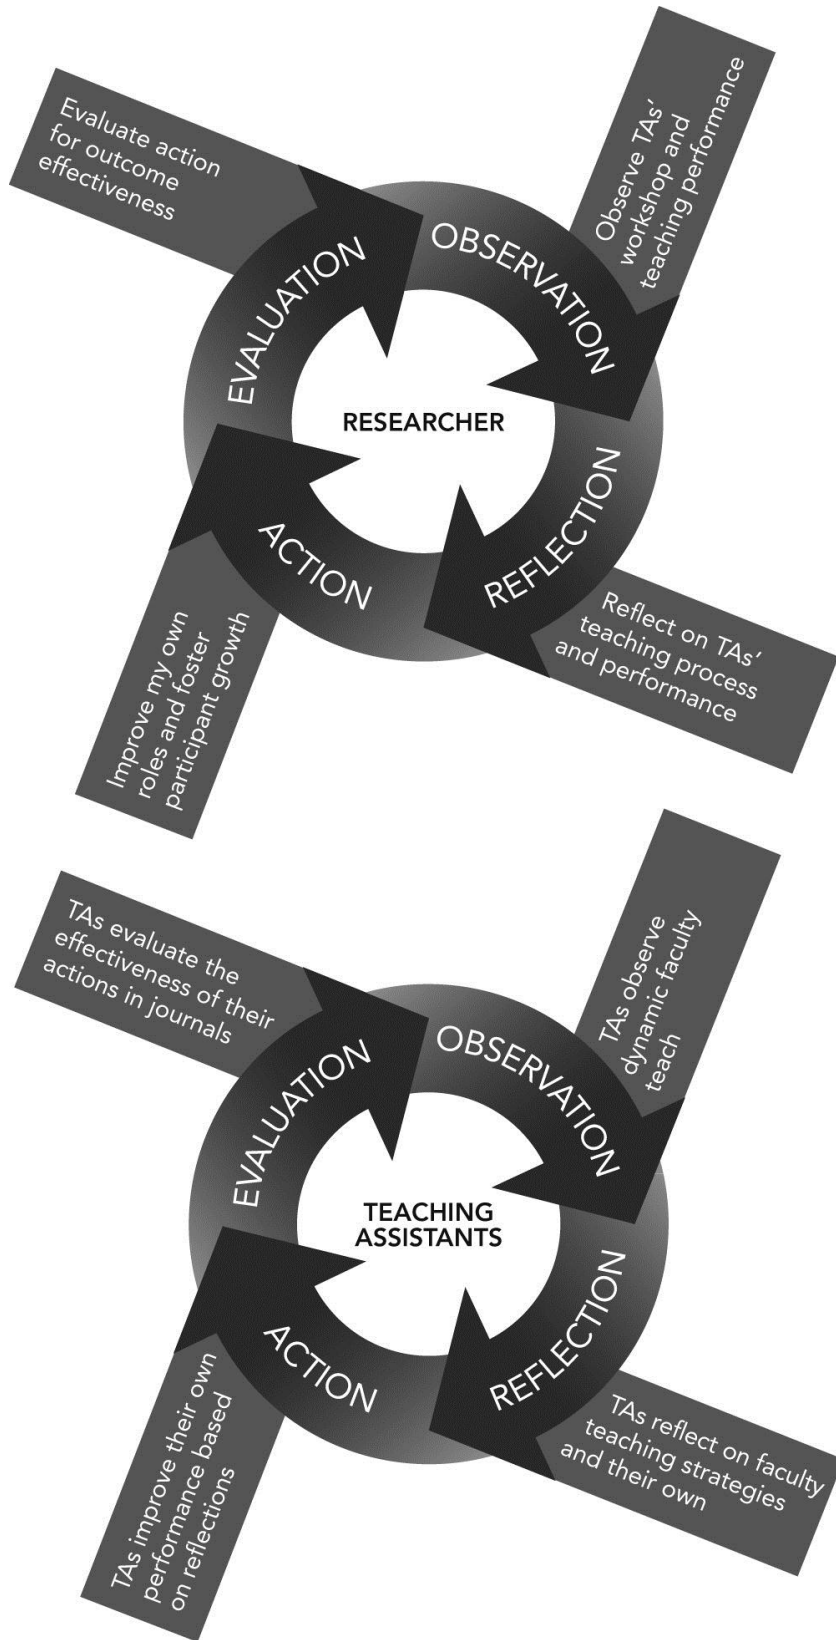 Evaluate action
for outcome
effectiveness
Observe TAs'
workshop and
teaching performance
EVALUATION
OBSERVATION
RESEARCHER
ACTION
REFLECTION
Improve my own
roles and foster
participant growth
Reflect on TAs'
teaching process
and performance
TAs evaluate the
effectiveness of their
actions in journals
TAs observe
dynamic faculty
teach
EVALUATION
OBSERVATION
TEACHING
ASSISTANTS
ACTION
REFLECTION
TAs improve their own
performance based
on reflections
TAs reflect on faculty
teaching strategies
and their own